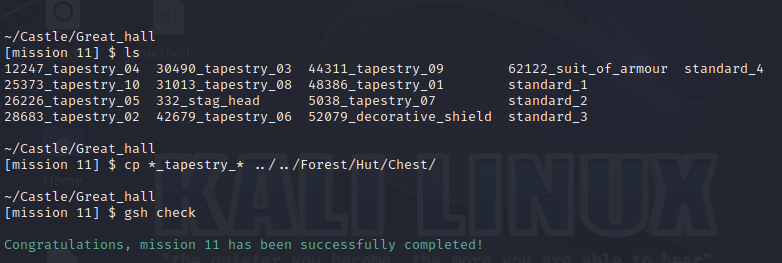 ~/Castle/Great_hall
[mission 11] $ ls
12247_tapestry_04  30490_tapestry_03  44311_tapestry_09        62122_suit_of_armour  standard_4
25373_tapestry_10  31013_tapestry_08  48386_tapestry_01        standard_1
26226_tapestry_05  332_stag_head      5038_tapestry_07         standard_2
28683_tapestry_02  42679_tapestry_06  52079_decorative_shield  standard_3
~/Castle/Great_hall
[mission 11] $ cp *_tapestry_* ../../Forest/Hut/Chest/
~/Castle/Great_hall
[mission 11] $ gsh check
Congratulations, mission 11 has been successfully completed!
KALI LINUX
"the quieter you become, the more you are able to hear"